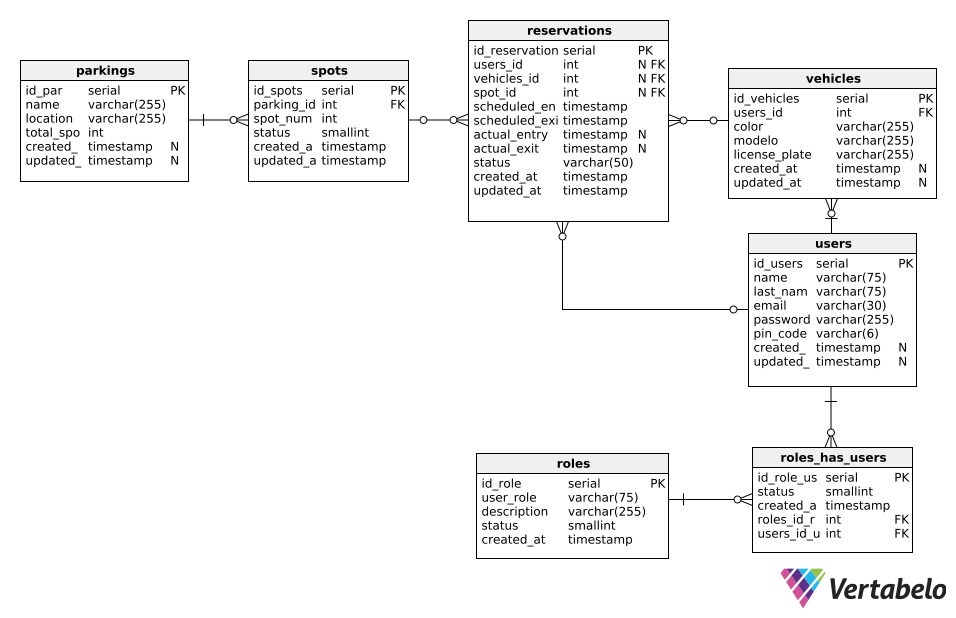 parkings
id_par serial PK
name varchar(255)
location varchar(255)
total_spo int
created_ timestamp N
updated_ timestamp N
spots
id_spots serial PK
parking_id int FK
spot_num int
status smallint
created_a timestamp
updated_a timestamp
reservations
id_reservation serial PK
users_id int N FK
vehicles_id int N FK
spot_id int N FK
scheduled_en timestamp
scheduled_exi timestamp
actual_entry timestamp N
actual_exit timestamp N
status varchar(50)
created_at timestamp
updated_at timestamp
vehicles
id_vehicles serial PK
users_id int FK
color varchar(255)
modelo varchar(255)
license_plate varchar(255)
created_at timestamp N
updated_at timestamp N
users
id_users serial PK
name varchar(75)
last_nam varchar(75)
email varchar(30)
password varchar(255)
pin_code varchar(6)
created_ timestamp N
updated_ timestamp N
roles
id_role serial PK
user_role varchar(75)
description varchar(255)
status smallint
created_at timestamp
roles_has_users
id_role_us serial PK
status smallint
created_a timestamp
roles_id_r int FK
users_id_u int FK
Vertabelo